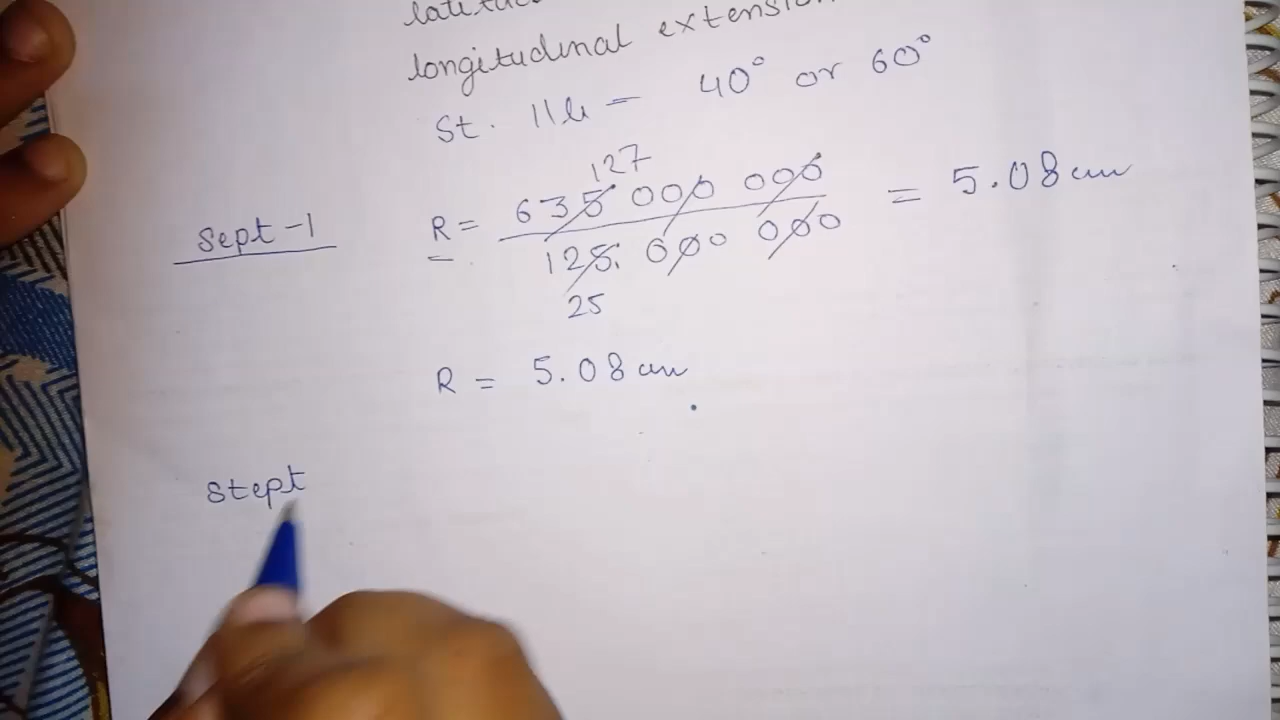 longitudinal extension
St. 11le = 40° or 60°
127
Sept-1 R = 635 000 000 / 125 000 000 = 5.08 cm
25
R = 5.08 cm
Stept